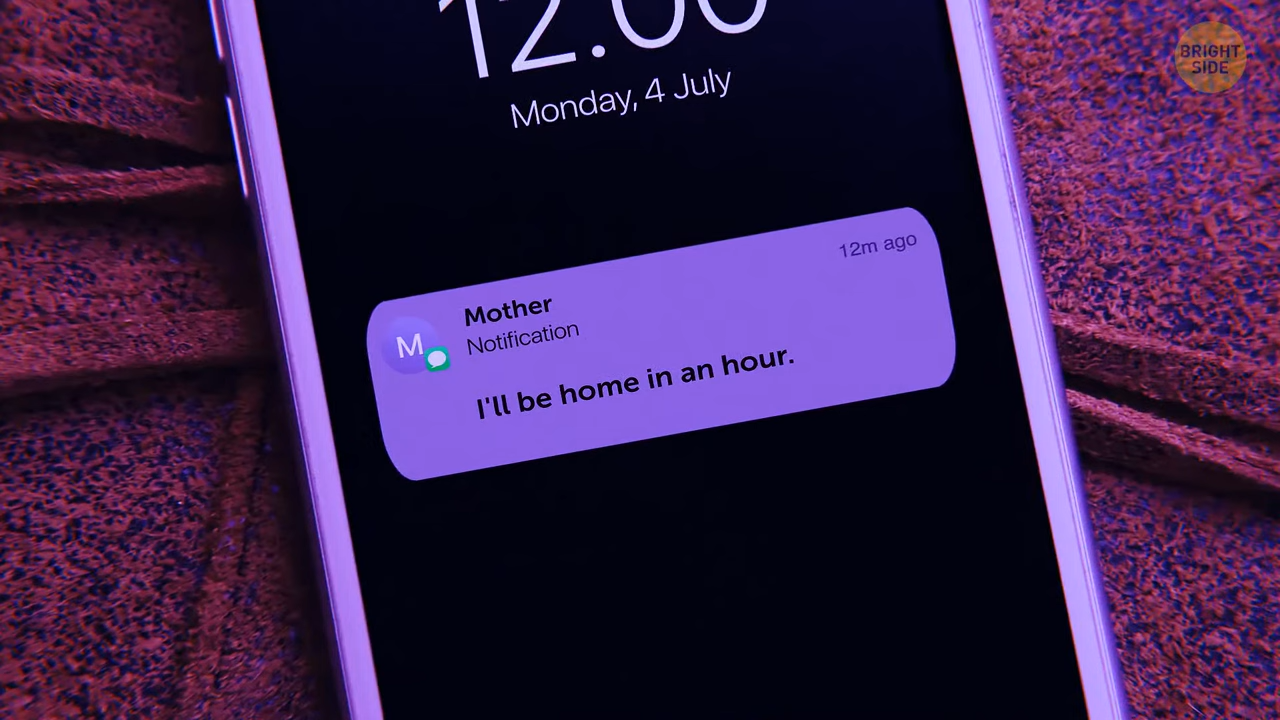 12:00
Monday, 4 July
12m ago
Mother
Notification
M
I'll be home in an hour.
BRIGHT
SIDE